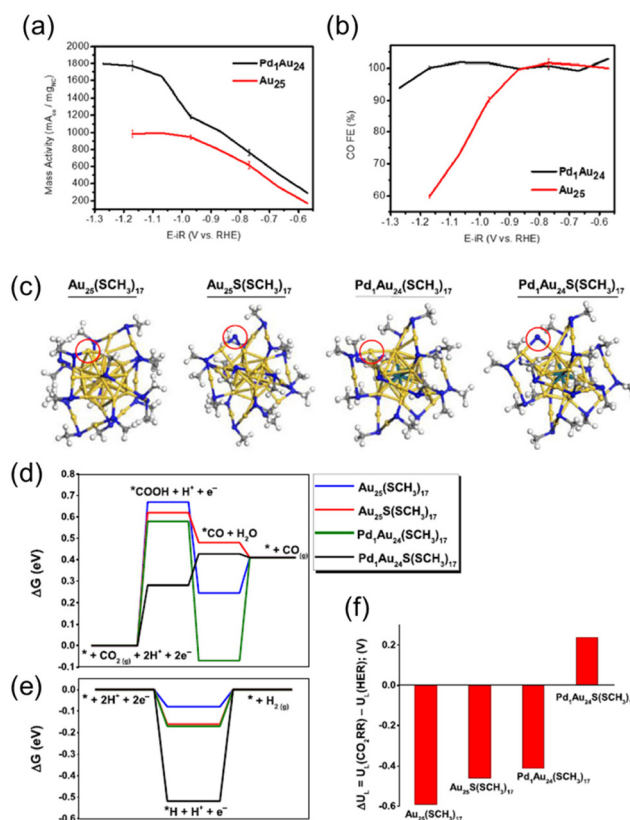 (a)
1800
1600
1400
1200
1000
800
600
400
200
Mass Activity (mA_co / mg_NC)
Pd₁Au₂₄
Au₂₅
-1.3 -1.2 -1.1 -1.0 -0.9 -0.8 -0.7 -0.6
E-iR (V vs. RHE)
(b)
100
90
80
70
60
CO FE (%)
Pd₁Au₂₄
Au₂₅
-1.3 -1.2 -1.1 -1.0 -0.9 -0.8 -0.7 -0.6
E-iR (V vs. RHE)
(c)
Au₂₅(SCH₃)₁₇
Au₂₅S(SCH₃)₁₇
Pd₁Au₂₄(SCH₃)₁₇
Pd₁Au₂₄S(SCH₃)₁₇
(d)
0.8
0.7
0.6
0.5
0.4
0.3
0.2
0.1
0.0
-0.1
ΔG (eV)
*COOH + H⁺ + e⁻
*CO + H₂O
* + CO₍g₎
* + CO₂ ₍g₎ + 2H⁺ + 2e⁻
Au₂₅(SCH₃)₁₇
Au₂₅S(SCH₃)₁₇
Pd₁Au₂₄(SCH₃)₁₇
Pd₁Au₂₄S(SCH₃)₁₇
(e)
0.0
-0.1
-0.2
-0.3
-0.4
-0.5
-0.6
ΔG (eV)
* + 2H⁺ + 2e⁻
* + H₂₍g₎
*H + H⁺ + e⁻
(f)
0.2
0.0
-0.2
-0.4
-0.6
ΔU_L = U_L(CO₂RR) − U_L(HER); (V)
Pd₁Au₂₄S(SCH₃)₁₇
Pd₁Au₂₄(SCH₃)₁₇
Au₂₅S(SCH₃)₁₇
Au₂₅(SCH₃)₁₇